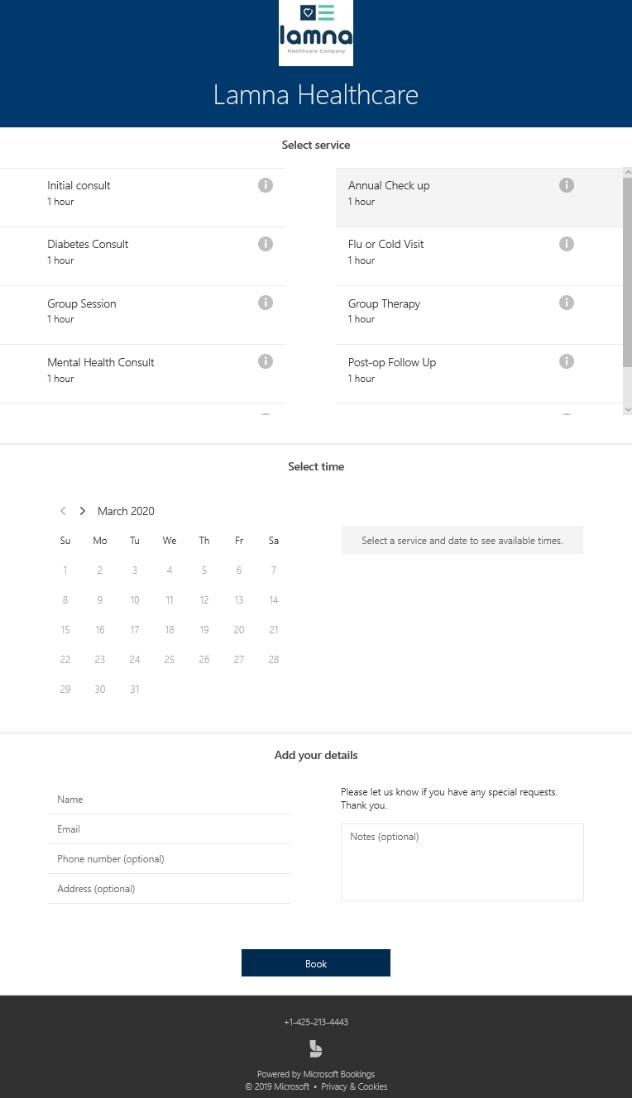 lamna
Healthcare Company
Lamna Healthcare
Select service
Initial consult
1 hour
Annual Check up
1 hour
Diabetes Consult
1 hour
Flu or Cold Visit
1 hour
Group Session
1 hour
Group Therapy
1 hour
Mental Health Consult
1 hour
Post-op Follow Up
1 hour
Select time
March 2020
Su Mo Tu We Th Fr Sa
1 2 3 4 5 6 7
8 9 10 11 12 13 14
15 16 17 18 19 20 21
22 23 24 25 26 27 28
29 30 31
Select a service and date to see available times.
Add your details
Name
Email
Phone number (optional)
Address (optional)
Please let us know if you have any special requests.
Thank you.
Notes (optional)
Book
+1-425-213-4443
Powered by Microsoft Bookings
© 2019 Microsoft • Privacy & Cookies